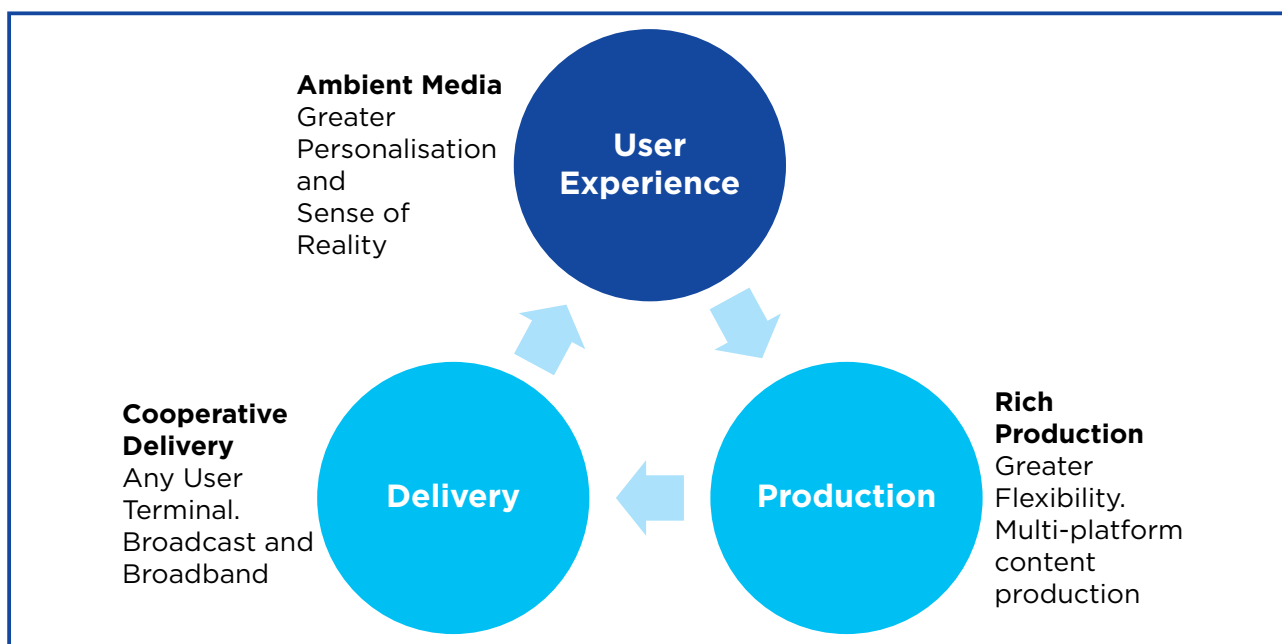 Ambient Media
Greater
Personalisation
and
Sense of
Reality
User
Experience
Cooperative
Delivery
Any User
Terminal.
Broadcast and
Broadband
Delivery
Production
Rich
Production
Greater
Flexibility.
Multi-platform
content
production